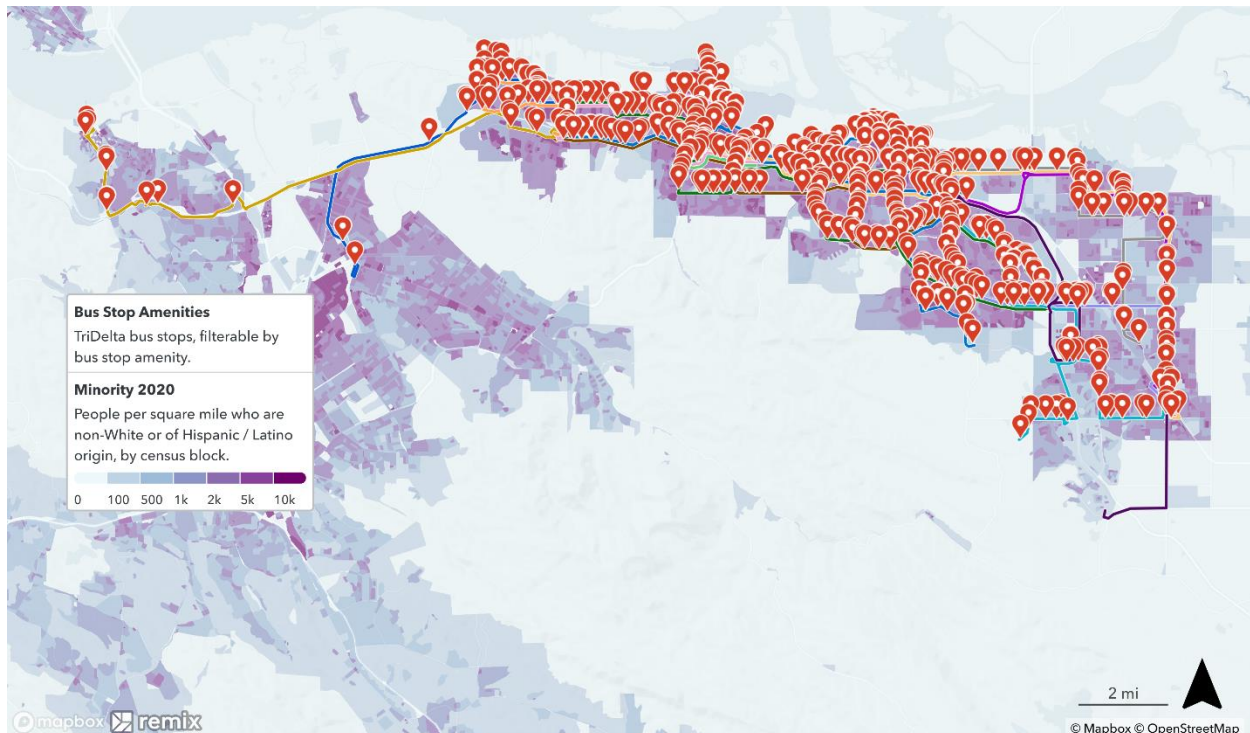 Bus Stop Amenities
TriDelta bus stops, filterable by
bus stop amenity.
Minority 2020
People per square mile who are
non-White or of Hispanic / Latino
origin, by census block.
0 100 500 1k 2k 5k 10k
2 mi
mapbox remix
© Mapbox © OpenStreetMap